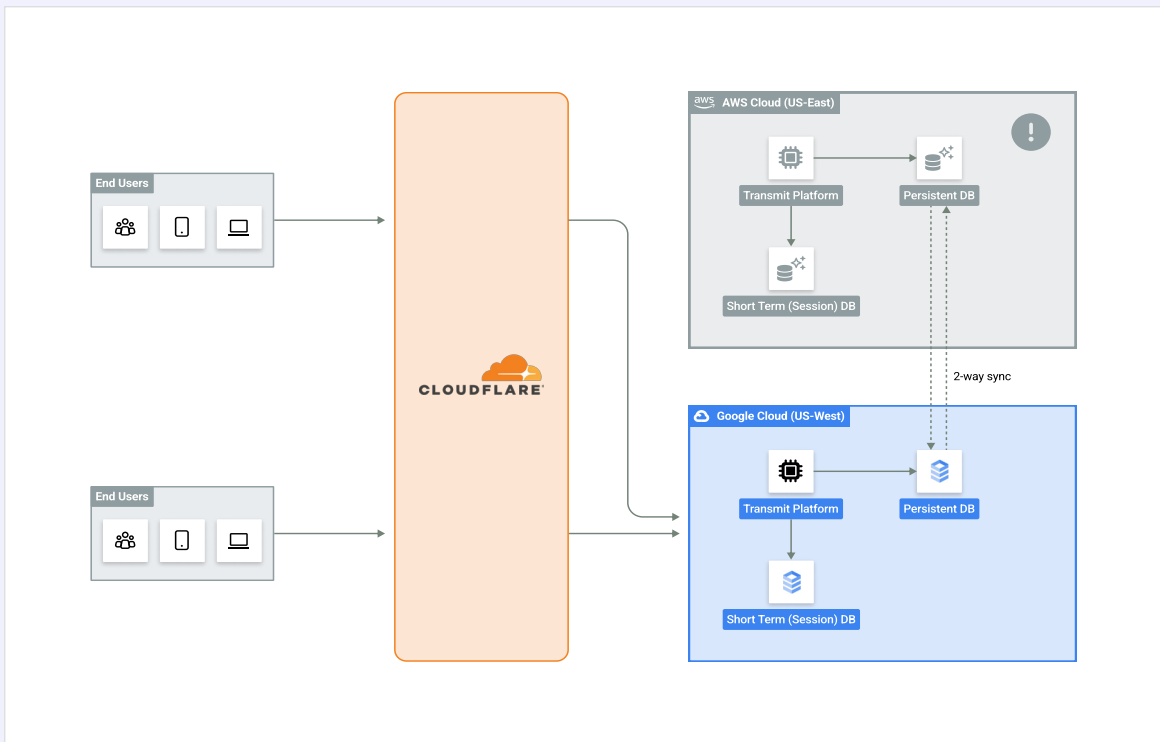 End Users
End Users
CLOUDFLARE
aws
AWS Cloud (US-East)
!
Transmit Platform
Persistent DB
Short Term (Session) DB
2-way sync
Google Cloud (US-West)
Transmit Platform
Persistent DB
Short Term (Session) DB